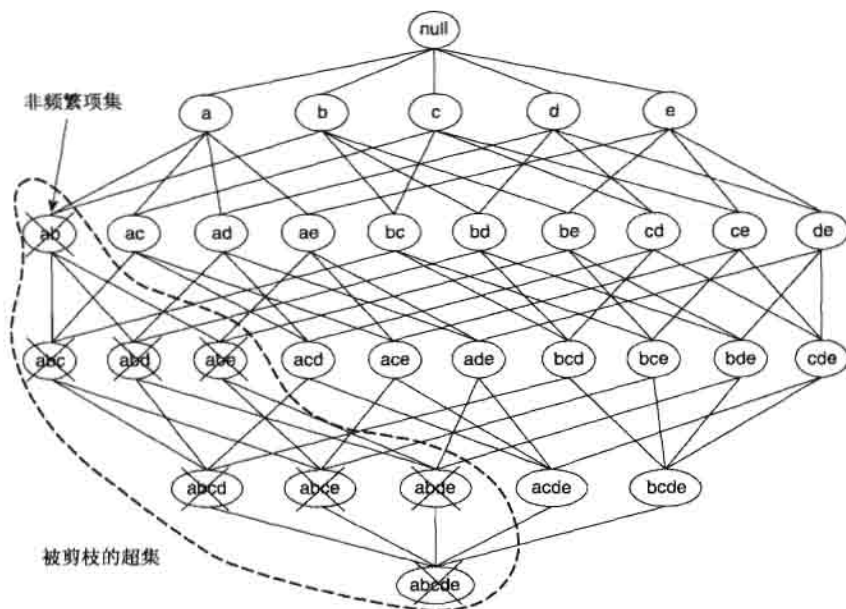 null
非频繁项集
a b c d e
ab ac ad ae bc bd be cd ce de
abc abd abe acd ace ade bcd bce bde cde
abcd abce abde acde bcde
被剪枝的超集
abcde